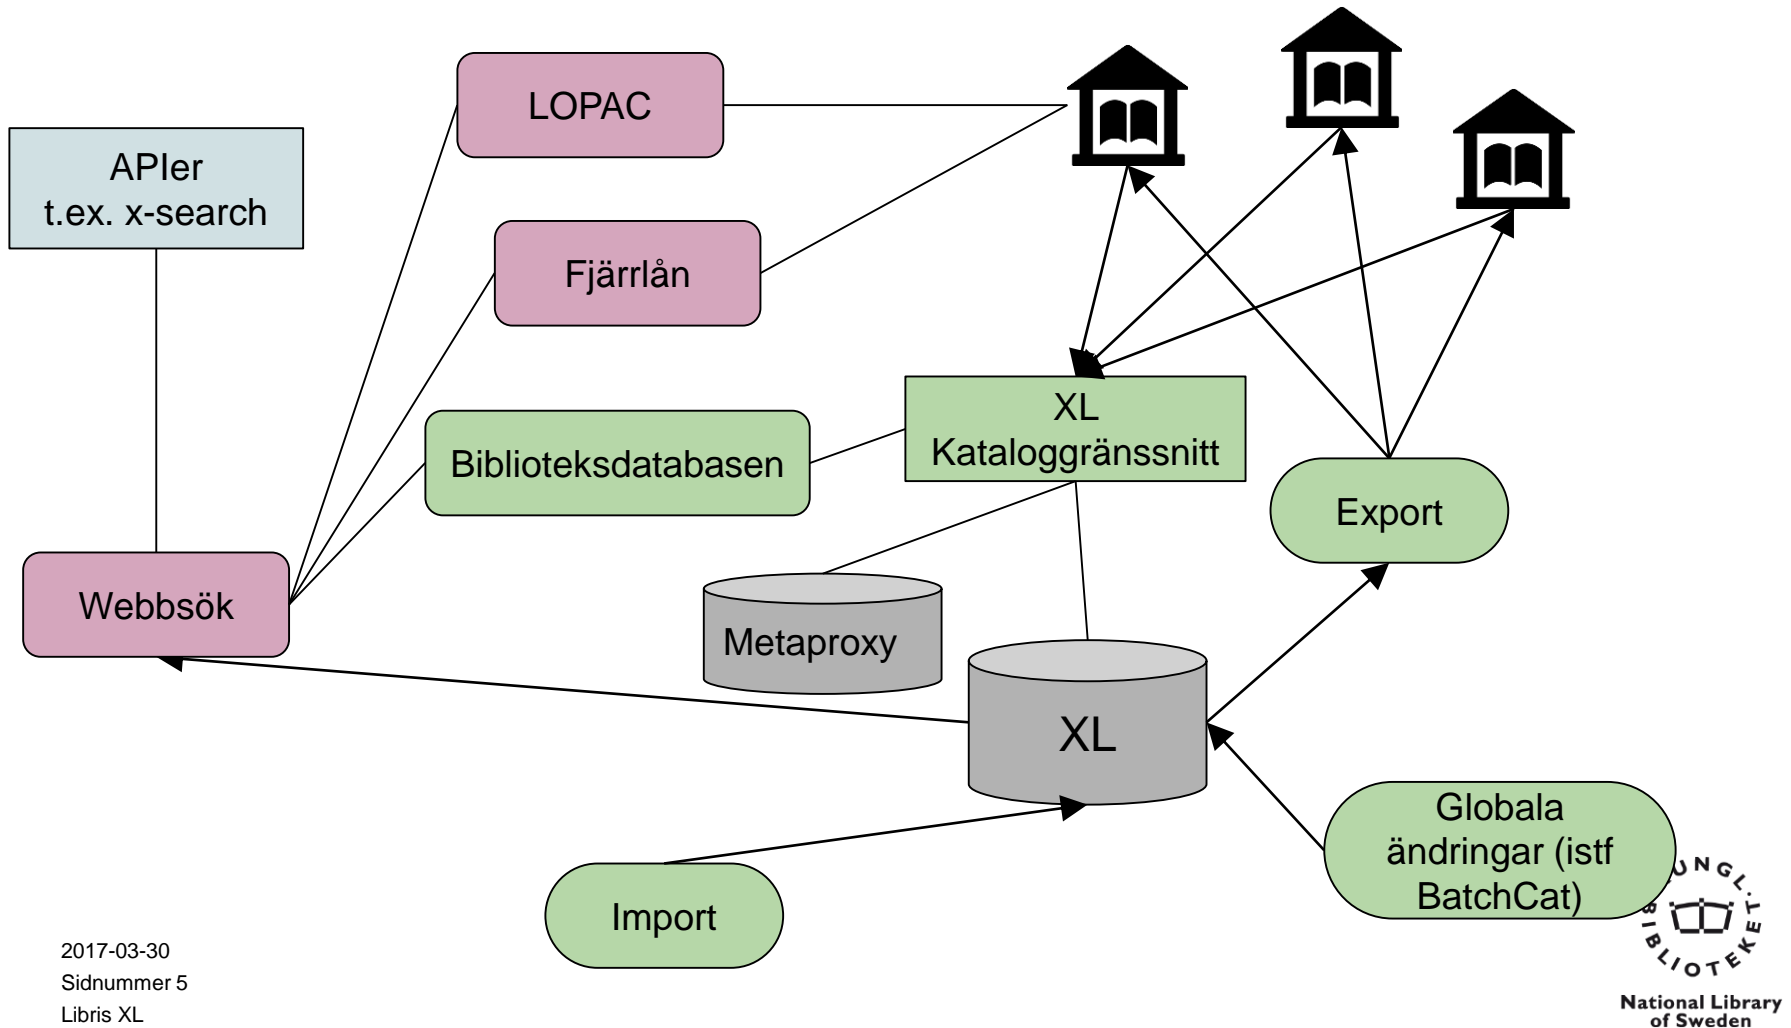 LOPAC
APIer
t.ex. x-search
Fjärrlån
XL
Kataloggränssnitt
Biblioteksdatabasen
Export
Webbsök
Metaproxy
XL
Globala
ändringar (istf
BatchCat)
Import
2017-03-30
Sidnummer 5
Libris XL
UNGL.
BIBLIOTEKET.
National Library
of Sweden